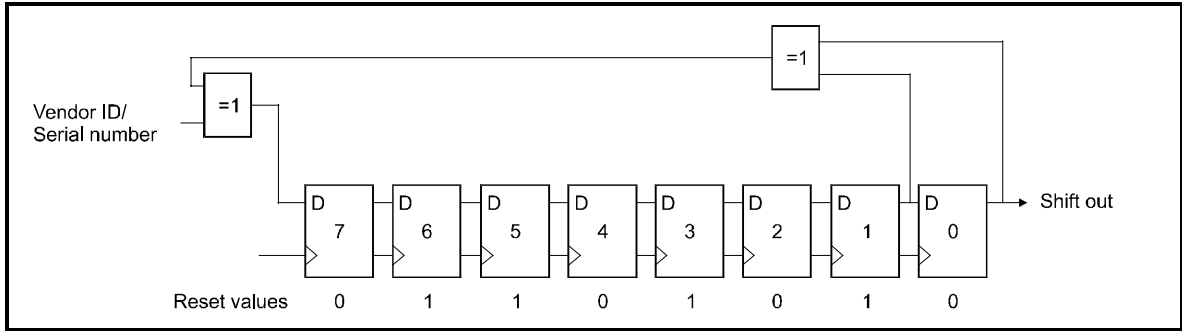 =1
=1
Vendor ID/
Serial number
D D D D D D D D
Shift out
7 6 5 4 3 2 1 0
Reset values 0 1 1 0 1 0 1 0